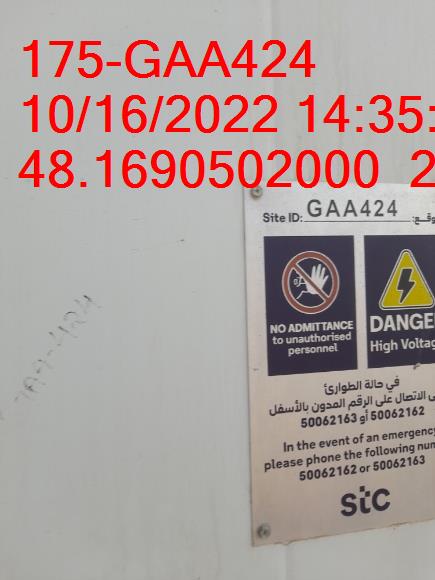 175-GAA424
10/16/2022 14:35:
48.1690502000 2
Site ID: GAA424
NO ADMITTANCE
to unauthorised
personnel
DANGE
High Voltag
في حالة الطوارئ
الاتصال على الرقم المدون بالأسفل
50062163 أو 50062162
In the event of an emergency
please phone the following num
50062162 or 50062163
stc